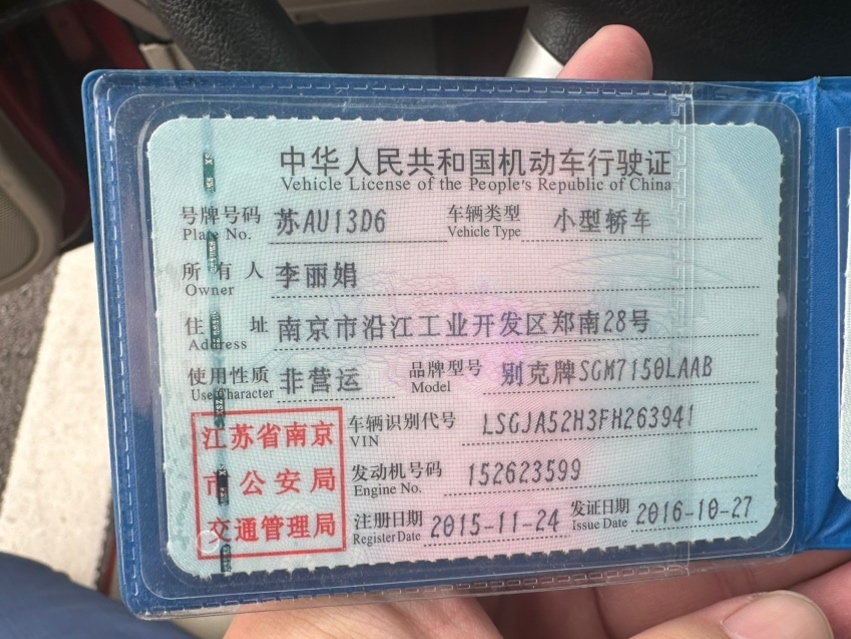 中华人民共和国机动车行驶证
Vehicle License of the People's Republic of China
号牌号码 苏AU13D6 车辆类型 小型轿车
Plate No. Vehicle Type
所有人 李丽娟
Owner
住址 南京市沿江工业开发区郑南28号
Address
使用性质 非营运 品牌型号 别克牌SGM7150LAAB
Use Character Model
江苏省南京市公安局交通管理局
车辆识别代号 LSGJA52H3FH263941
VIN
发动机号码 152623599
Engine No.
注册日期 2015-11-24 发证日期 2016-10-27
Register Date Issue Date